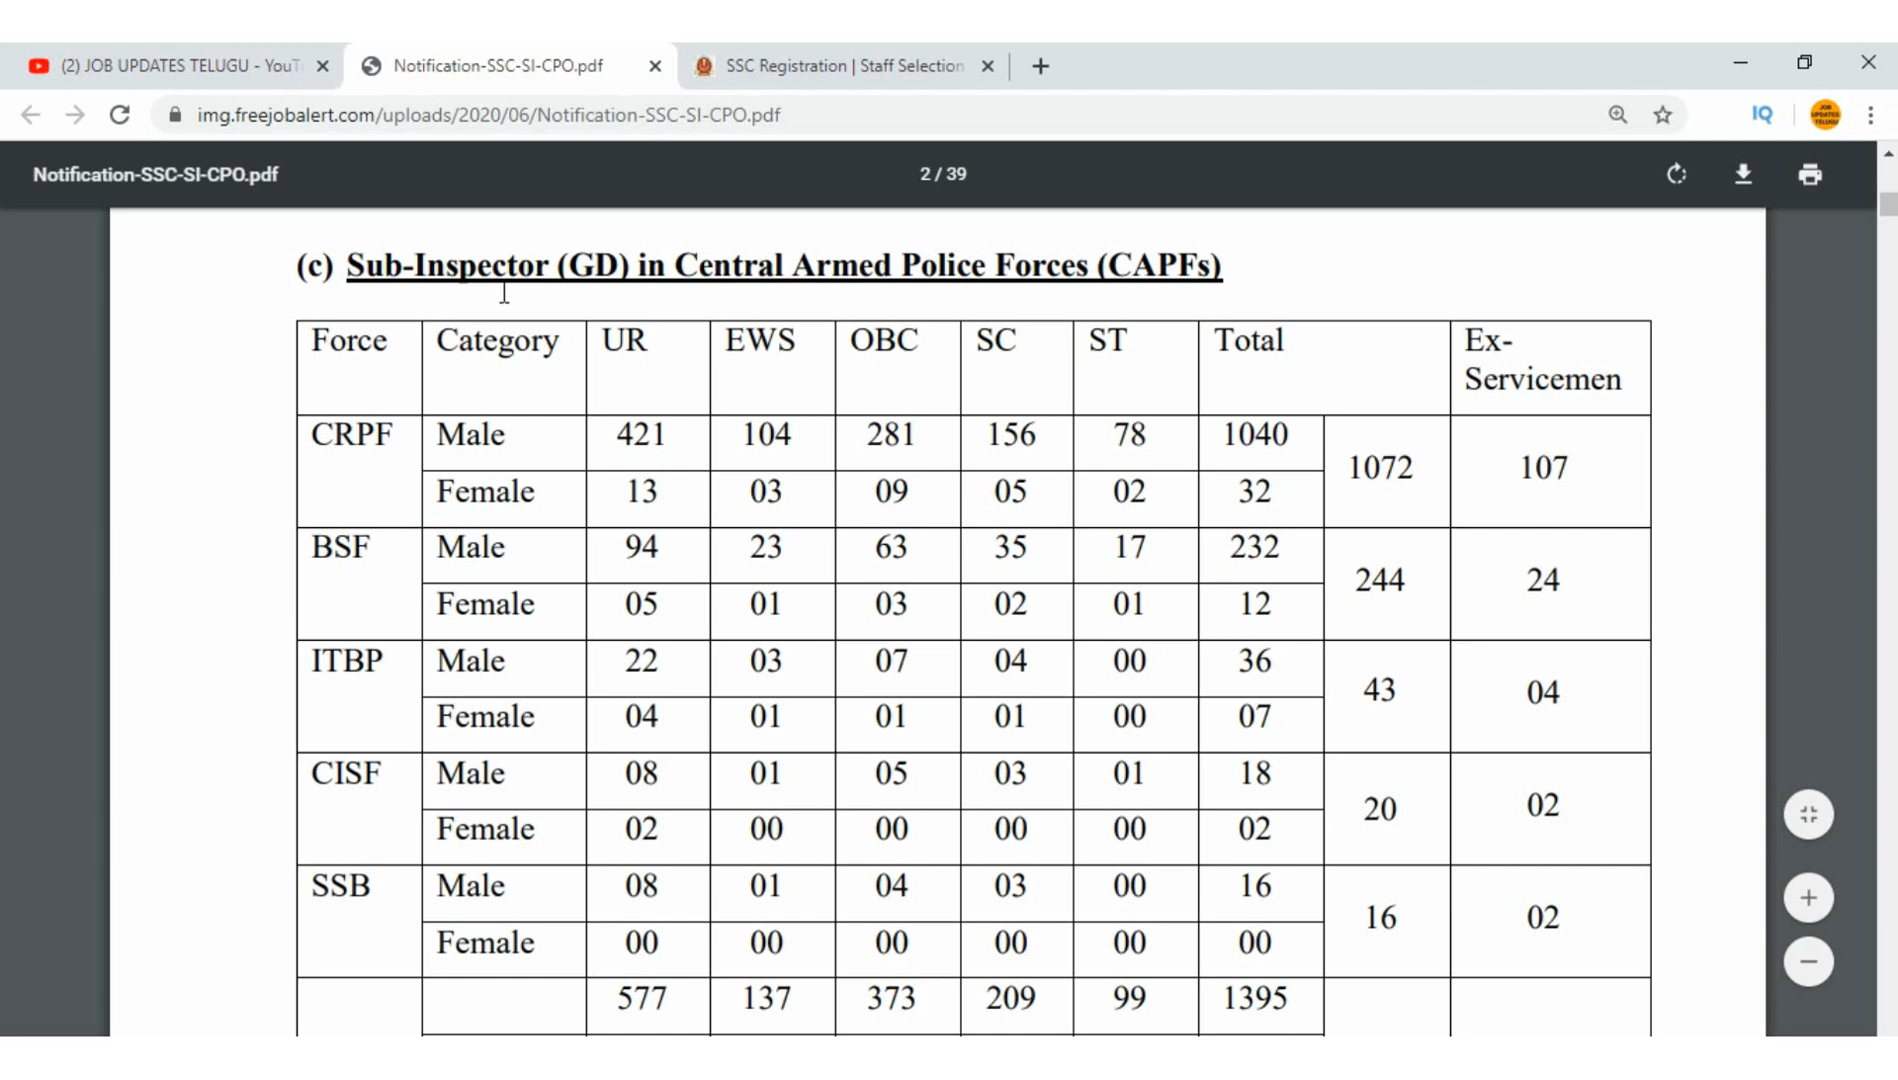 (2) JOB UPDATES TELUGU - YouT
Notification-SSC-SI-CPO.pdf
SSC Registration | Staff Selection
img.freejobalert.com/uploads/2020/06/Notification-SSC-SI-CPO.pdf
IQ
JOB UPDATES TELUGU
Notification-SSC-SI-CPO.pdf
2 / 39
(c) Sub-Inspector (GD) in Central Armed Police Forces (CAPFs)
Force Category UR EWS OBC SC ST Total Ex-
Servicemen
CRPF Male 421 104 281 156 78 1040
1072 107
Female 13 03 09 05 02 32
BSF Male 94 23 63 35 17 232
244 24
Female 05 01 03 02 01 12
ITBP Male 22 03 07 04 00 36
43 04
Female 04 01 01 01 00 07
CISF Male 08 01 05 03 01 18
20 02
Female 02 00 00 00 00 02
SSB Male 08 01 04 03 00 16
16 02
Female 00 00 00 00 00 00
577 137 373 209 99 1395